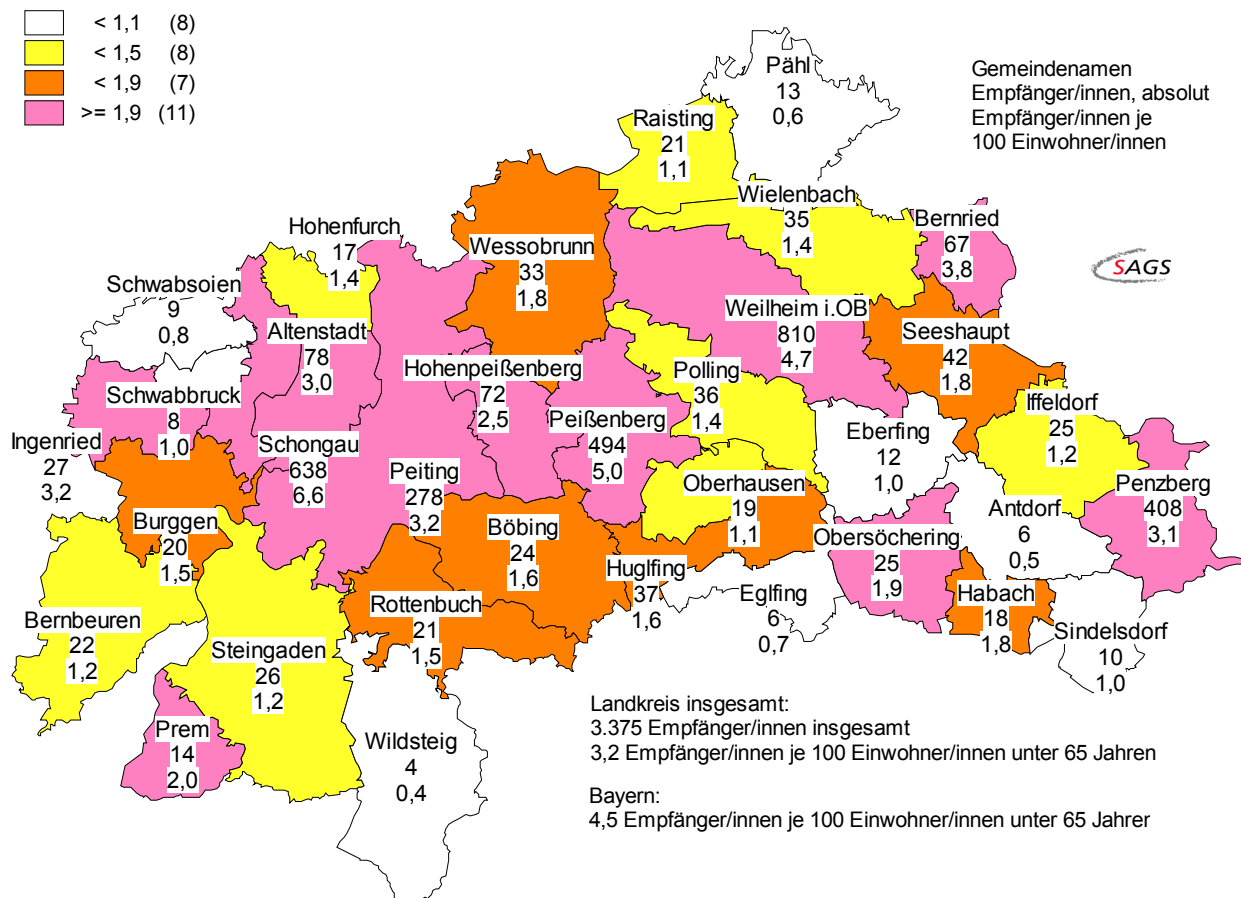 < 1,1 (8)
< 1,5 (8)
< 1,9 (7)
>= 1,9 (11)
Gemeindenamen
Empfänger/innen, absolut
Empfänger/innen je
100 Einwohner/innen
SAGS
Pähl
13
0,6
Raisting
21
1,1
Wielenbach
35
1,4
Bernried
67
3,8
Hohenfurch
17
1,4
Wessobrunn
33
1,8
Schwabsoien
9
0,8
Altenstadt
78
3,0
Weilheim i.OB
810
4,7
Seeshaupt
42
1,8
Hohenpeißenberg
72
2,5
Polling
36
1,4
Schwabbruck
8
1,0
Peißenberg
494
5,0
Iffeldorf
25
1,2
Eberfing
12
1,0
Ingenried
27
3,2
Schongau
638
6,6
Peiting
278
3,2
Oberhausen
19
1,1
Penzberg
408
3,1
Antdorf
6
0,5
Burggen
20
1,5
Böbing
24
1,6
Obersöchering
25
1,9
Huglfing
37
1,6
Eglfing
6
0,7
Habach
18
1,8
Rottenbuch
21
1,5
Bernbeuren
22
1,2
Sindelsdorf
10
1,0
Steingaden
26
1,2
Prem
14
2,0
Wildsteig
4
0,4
Landkreis insgesamt:
3.375 Empfänger/innen insgesamt
3,2 Empfänger/innen je 100 Einwohner/innen unter 65 Jahren
Bayern:
4,5 Empfänger/innen je 100 Einwohner/innen unter 65 Jahrer